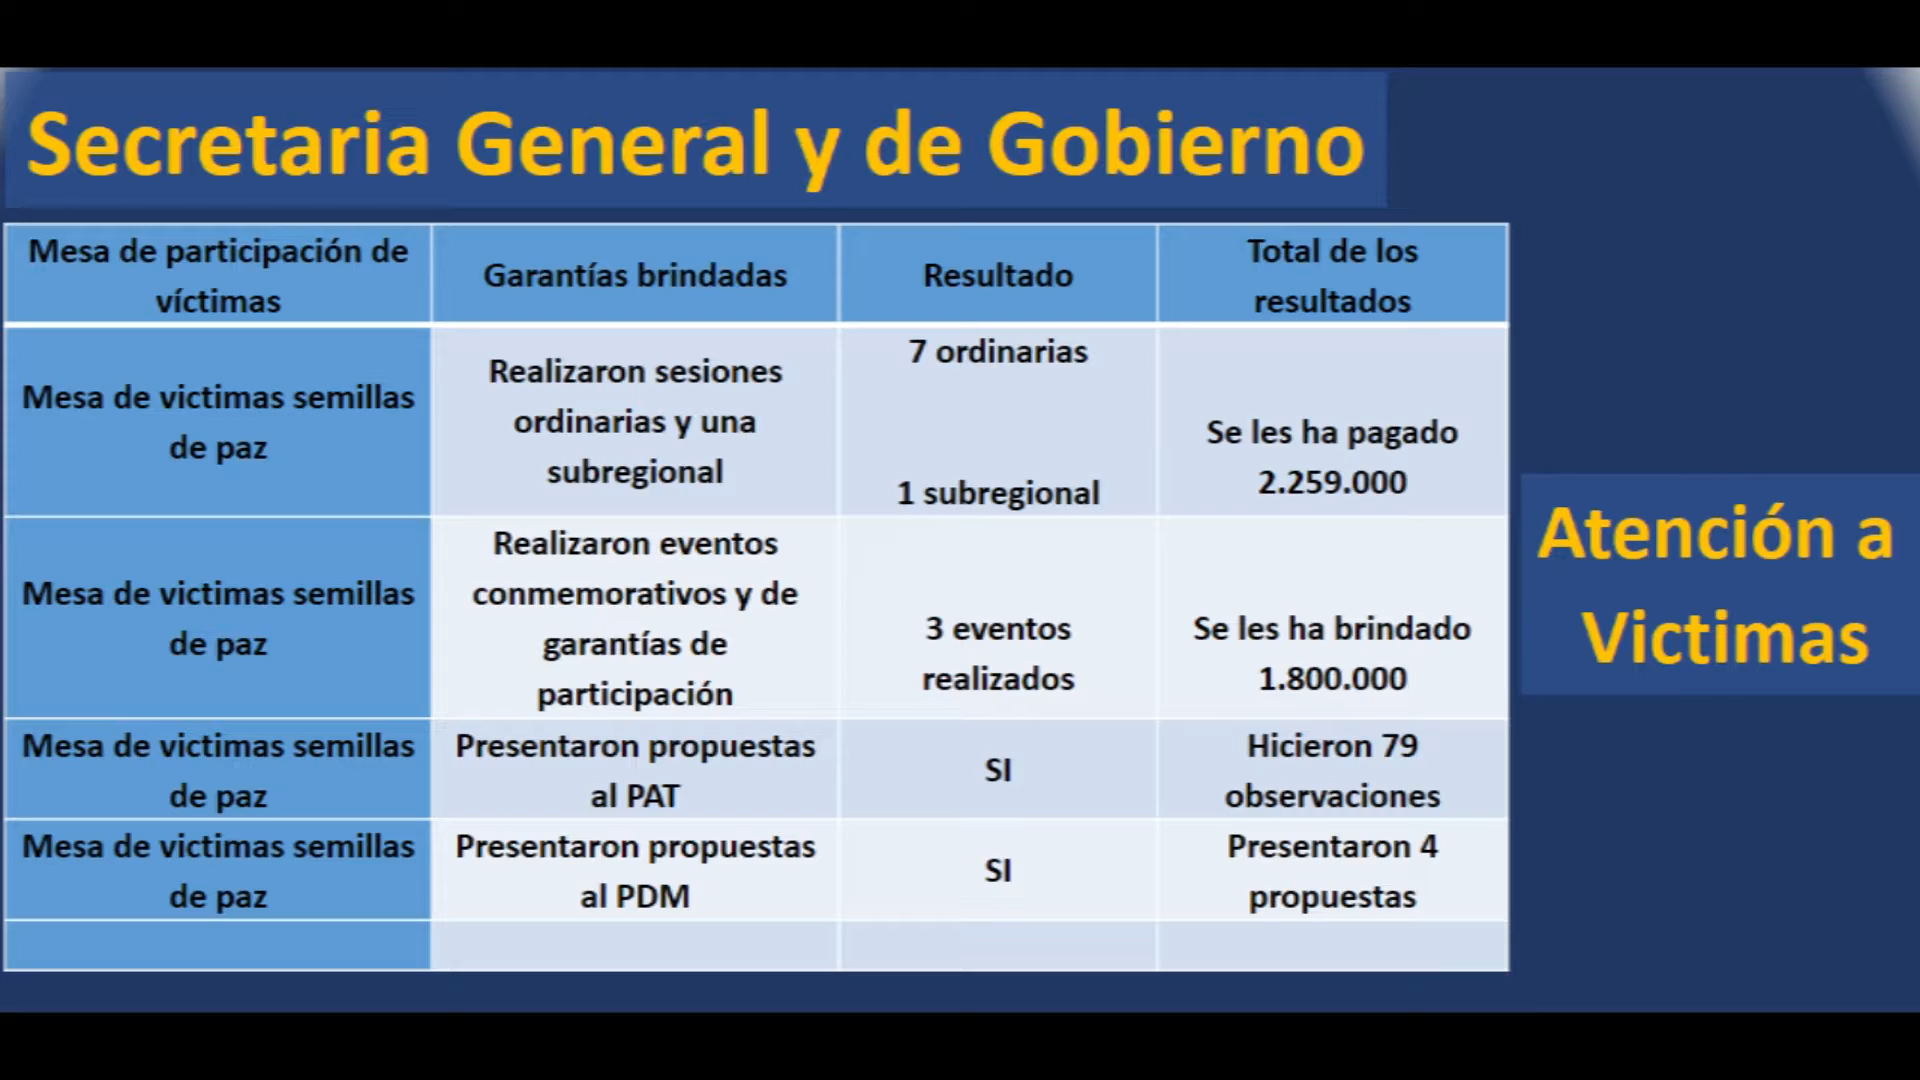 Secretaria General y de Gobierno
Mesa de participación de
víctimas
Garantías brindadas
Resultado
Total de los
resultados
Mesa de victimas semillas
de paz
Realizaron sesiones
ordinarias y una
subregional
7 ordinarias
1 subregional
Se les ha pagado
2.259.000
Mesa de victimas semillas
de paz
Realizaron eventos
conmemorativos y de
garantías de
participación
3 eventos
realizados
Se les ha brindado
1.800.000
Mesa de victimas semillas
de paz
Presentaron propuestas
al PAT
SI
Hicieron 79
observaciones
Mesa de victimas semillas
de paz
Presentaron propuestas
al PDM
SI
Presentaron 4
propuestas
Atención a
Victimas